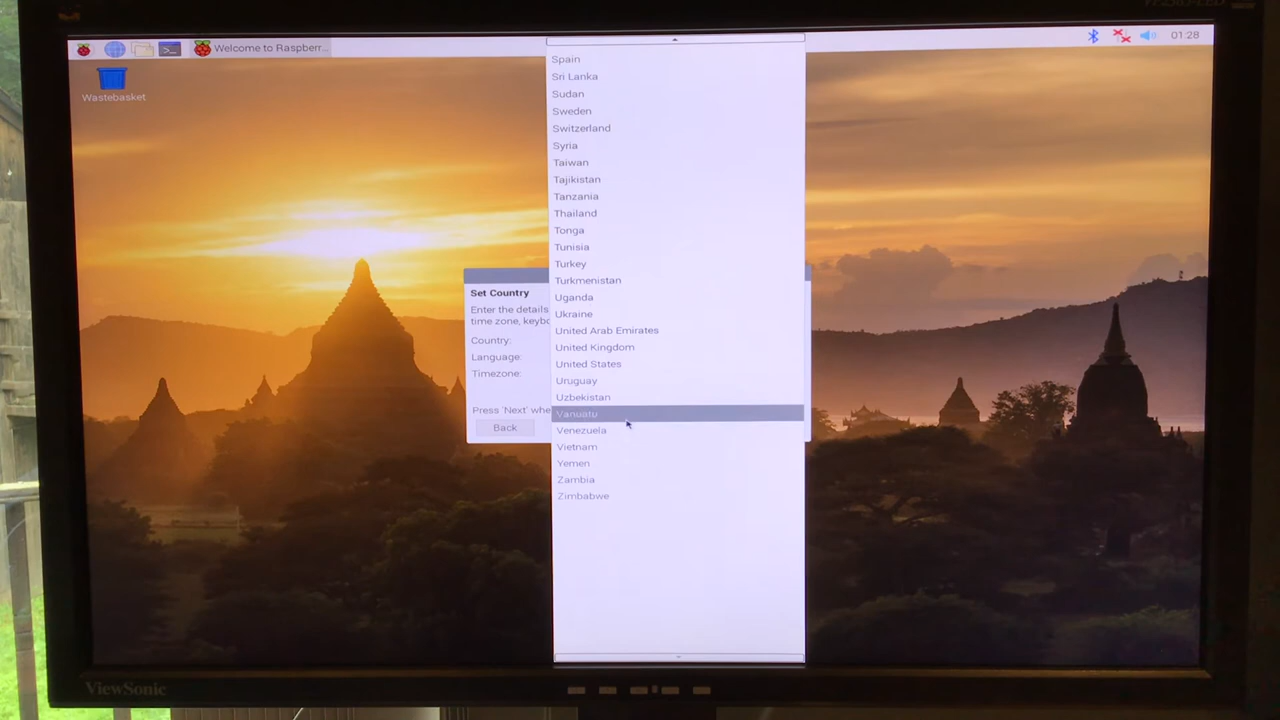 Welcome to Raspberr...
01:28
Wastebasket
Spain
Sri Lanka
Sudan
Sweden
Switzerland
Syria
Taiwan
Tajikistan
Tanzania
Thailand
Tonga
Tunisia
Turkey
Turkmenistan
Uganda
Ukraine
United Arab Emirates
United Kingdom
United States
Uruguay
Uzbekistan
Vanuatu
Venezuela
Vietnam
Yemen
Zambia
Zimbabwe
Set Country
Enter the details
time zone, keybo
Country:
Language:
Timezone:
Press 'Next' whe
Back
ViewSonic